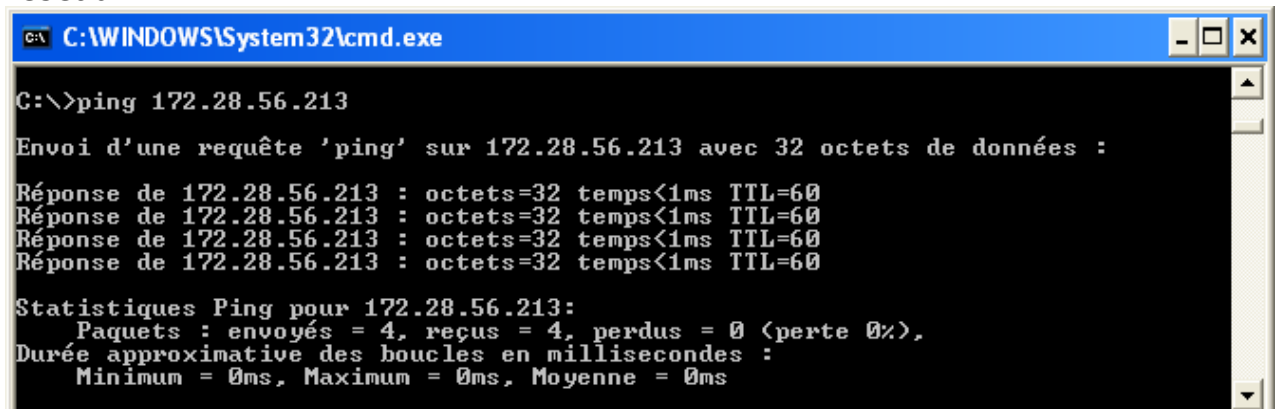 C:\WINDOWS\System32\cmd.exe
C:\>ping 172.28.56.213
Envoi d'une requête 'ping' sur 172.28.56.213 avec 32 octets de données :
Réponse de 172.28.56.213 : octets=32 temps<1ms TTL=60
Réponse de 172.28.56.213 : octets=32 temps<1ms TTL=60
Réponse de 172.28.56.213 : octets=32 temps<1ms TTL=60
Réponse de 172.28.56.213 : octets=32 temps<1ms TTL=60
Statistiques Ping pour 172.28.56.213:
Paquets : envoyés = 4, reçus = 4, perdus = 0 (perte 0%),
Durée approximative des boucles en millisecondes :
Minimum = 0ms, Maximum = 0ms, Moyenne = 0ms